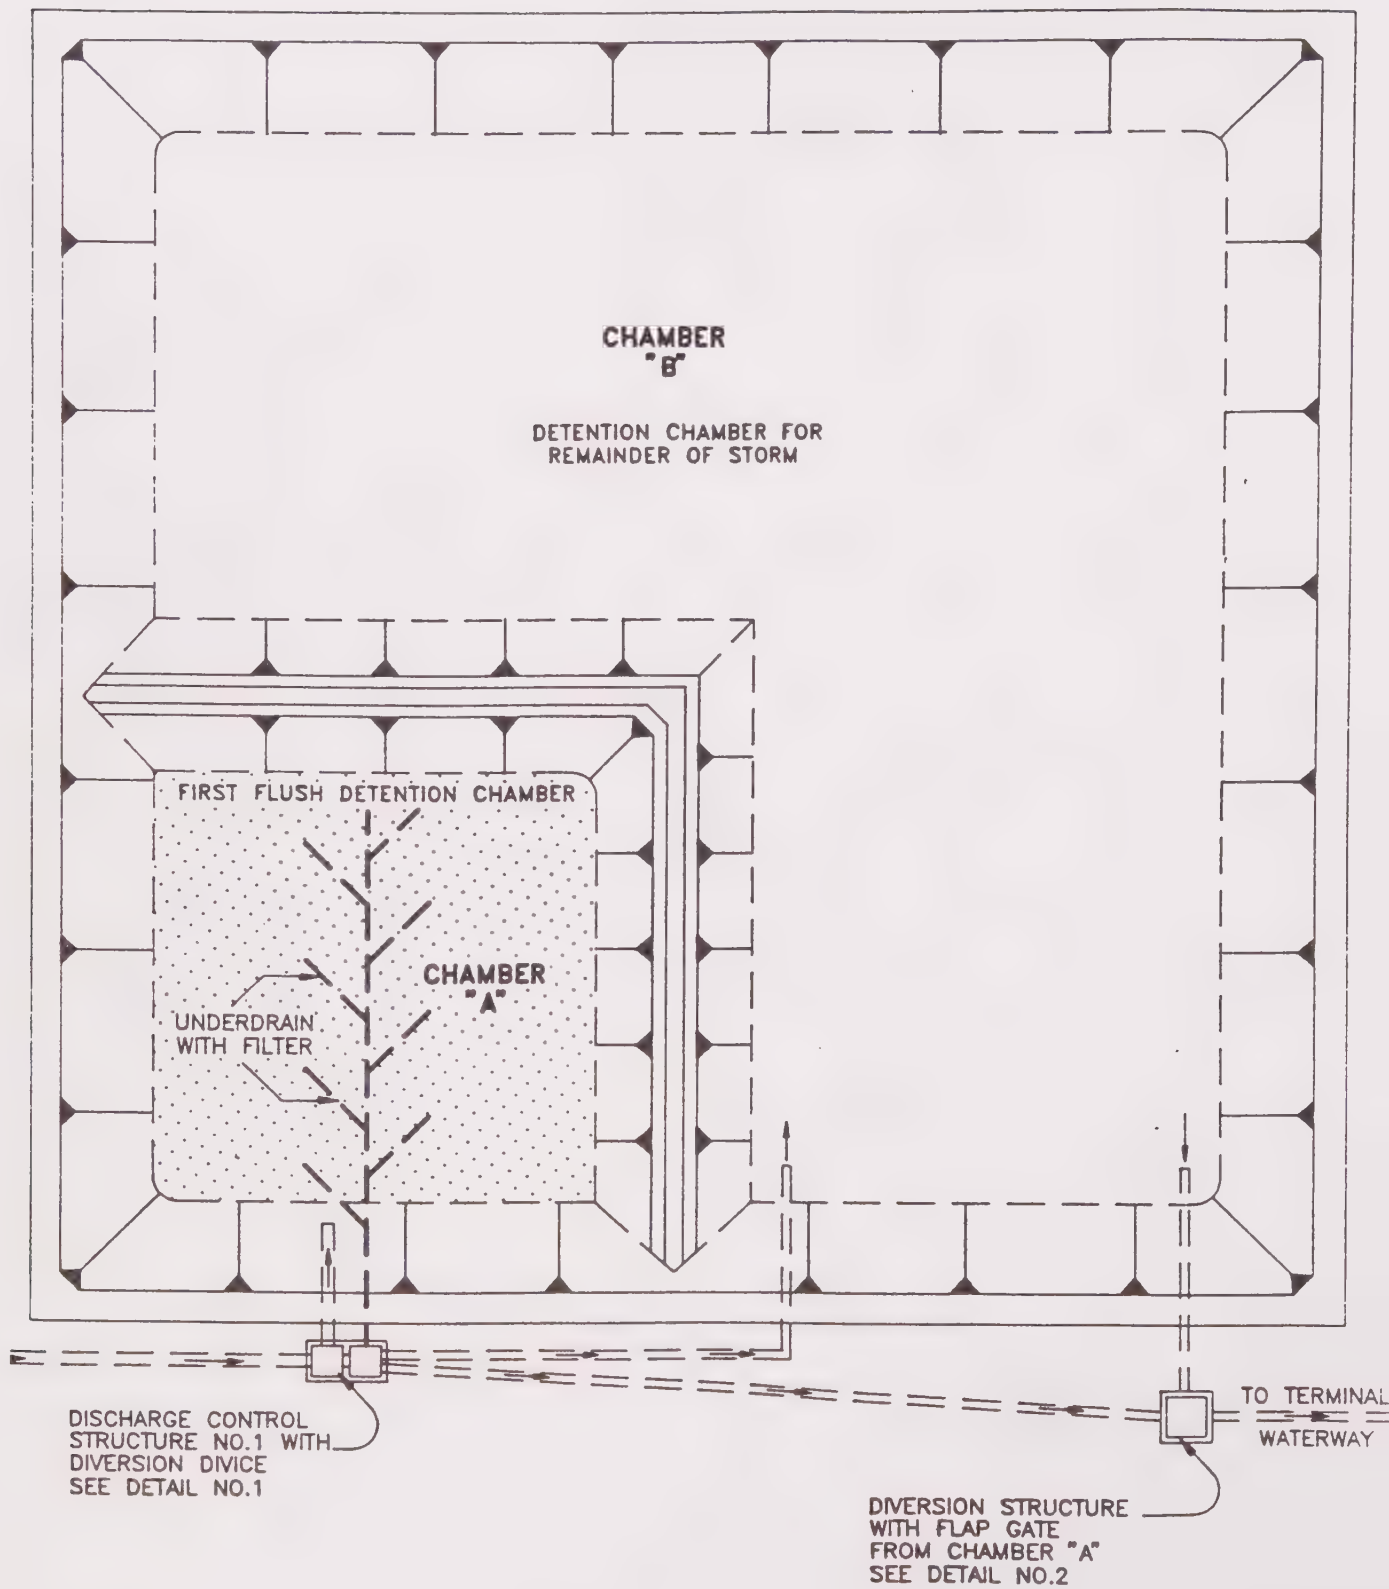 CHAMBER
"B"
DETENTION CHAMBER FOR
REMAINDER OF STORM
FIRST FLUSH DETENTION CHAMBER
CHAMBER
"A"
UNDERDRAIN
WITH FILTER
DISCHARGE CONTROL
STRUCTURE NO.1 WITH
DIVERSION DIVICE
SEE DETAIL NO.1
TO TERMINAL
WATERWAY
DIVERSION STRUCTURE
WITH FLAP GATE
FROM CHAMBER "A"
SEE DETAIL NO.2